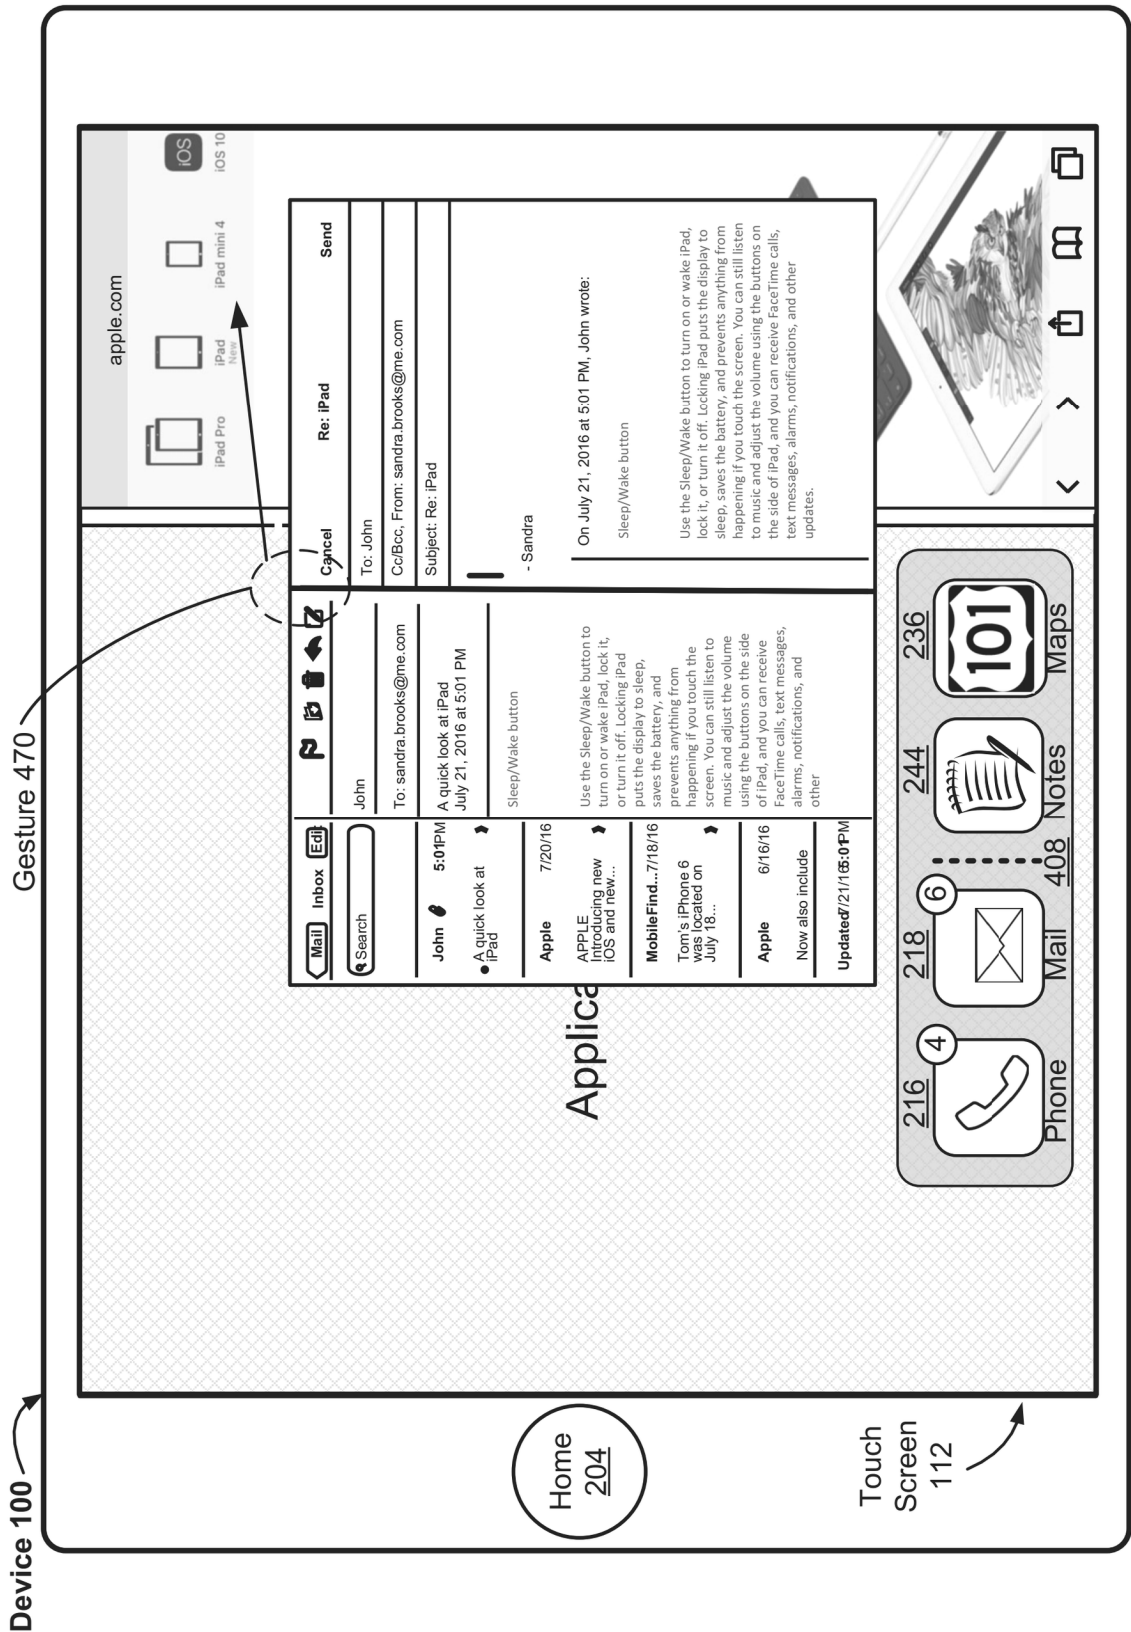 Device 100
Gesture 470
apple.com
iPad Pro
iPad
New
iPad mini 4
iOS
iOS 10
Mail
Inbox
Edit
Search
John
5:01PM
A quick look at
iPad
Apple
7/20/16
APPLE
Introducing new
iOS and new...
MobileFind...7/18/16
Tom's iPhone 6
was located on
July 18...
Apple
6/16/16
Now also include
Updated
7/21/16
5:01PM
John
To: sandra.brooks@me.com
A quick look at iPad
July 21, 2016 at 5:01 PM
Sleep/Wake button
Use the Sleep/Wake button to
turn on or wake iPad, lock it,
or turn it off. Locking iPad
puts the display to sleep,
saves the battery, and
prevents anything from
happening if you touch the
screen. You can still listen to
music and adjust the volume
using the buttons on the side
of iPad, and you can receive
FaceTime calls, text messages,
alarms, notifications, and
other
Cancel
Re: iPad
Send
To: John
Cc/Bcc, From: sandra.brooks@me.com
Subject: Re: iPad
- Sandra
On July 21, 2016 at 5:01 PM, John wrote:
Sleep/Wake button
Use the Sleep/Wake button to turn on or wake iPad,
lock it, or turn it off. Locking iPad puts the display to
sleep, saves the battery, and prevents anything from
happening if you touch the screen. You can still listen
to music and adjust the volume using the buttons on
the side of iPad, and you can receive FaceTime calls,
text messages, alarms, notifications, and other
updates.
Applica
Home
204
216
4
Phone
218
6
Mail
408
244
Notes
236
101
Maps
Touch
Screen
112